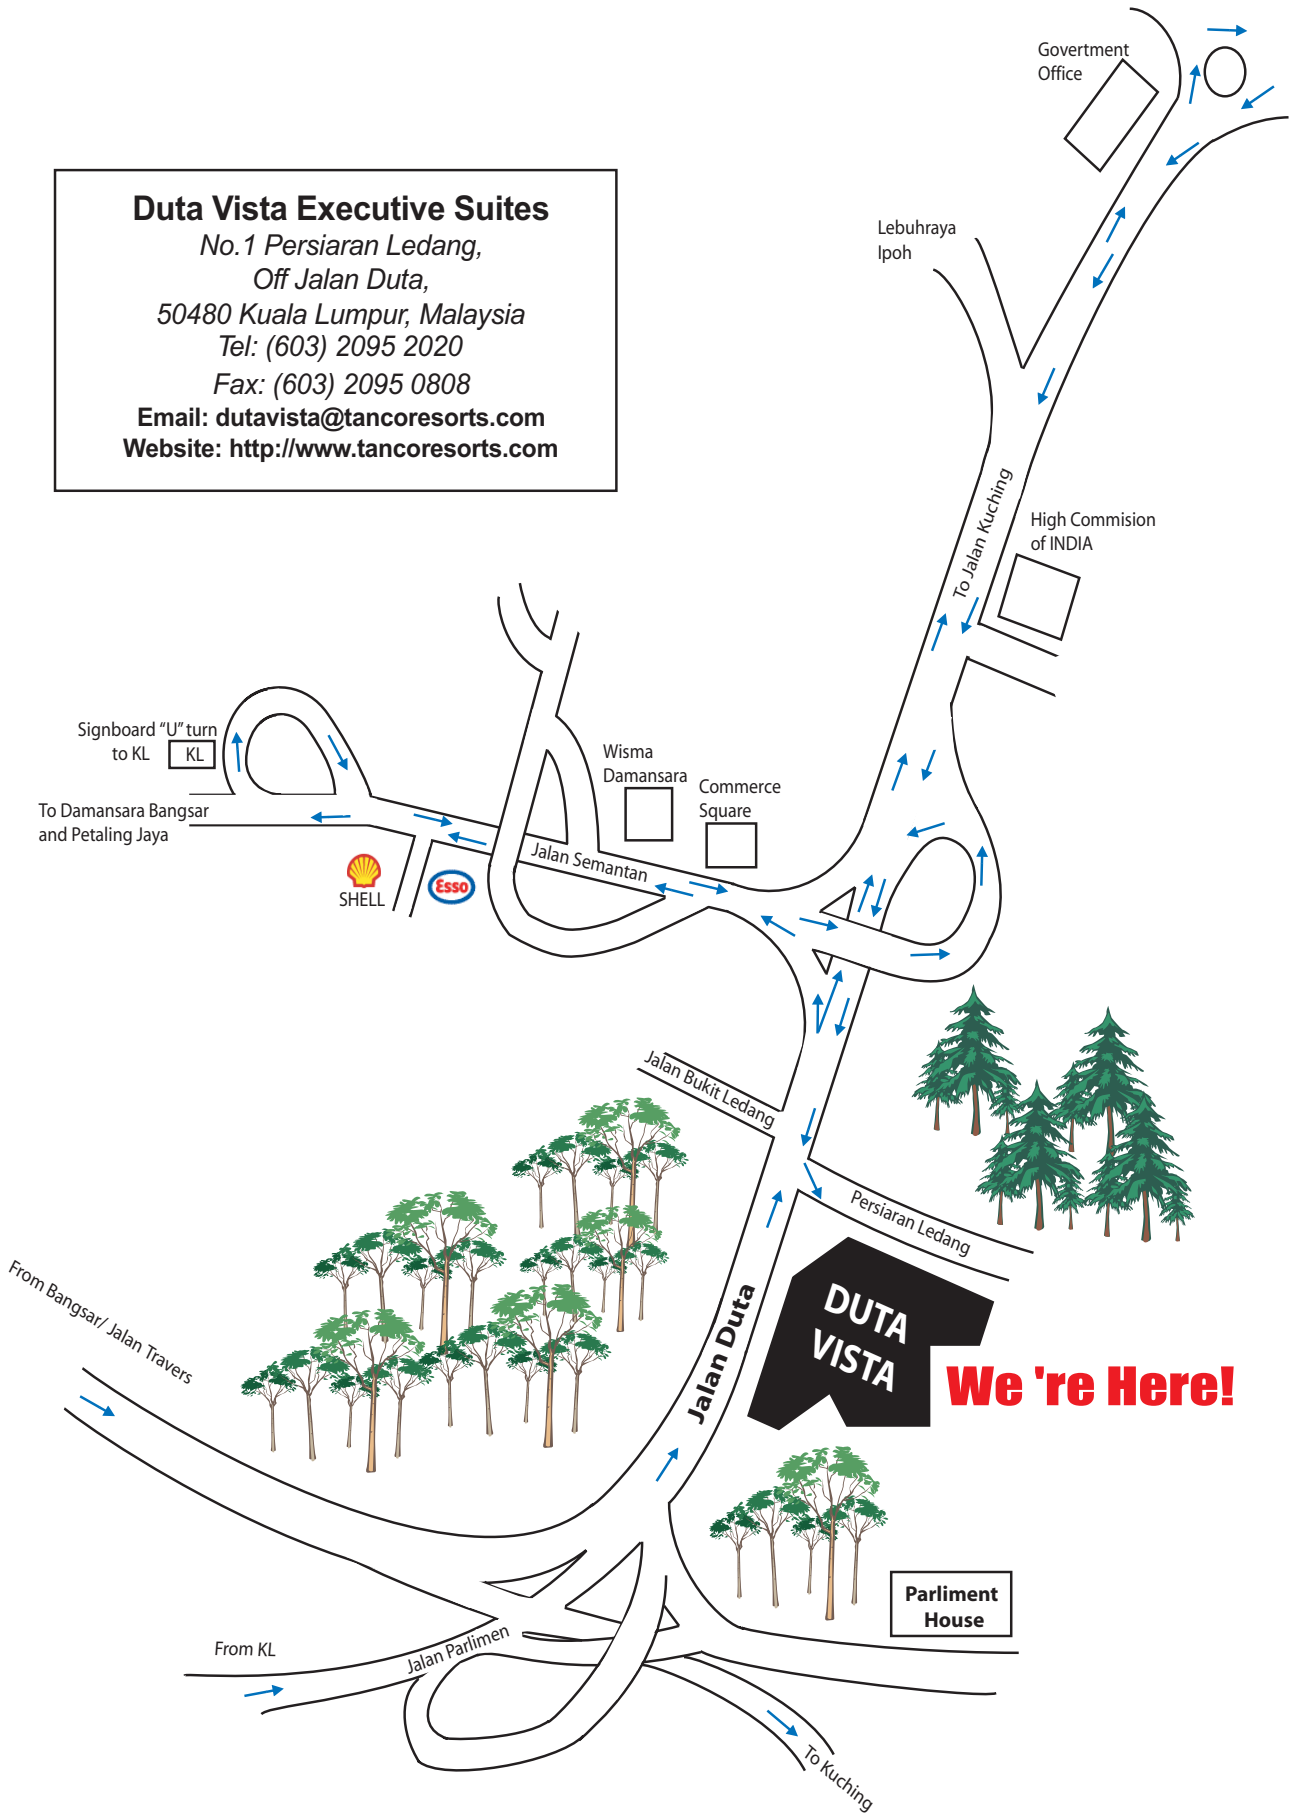 Govertment
Office
Duta Vista Executive Suites
No.1 Persiaran Ledang,
Off Jalan Duta,
50480 Kuala Lumpur, Malaysia
Tel: (603) 2095 2020
Fax: (603) 2095 0808
Email: dutavista@tancoresorts.com
Website: http://www.tancoresorts.com
Lebuhraya
Ipoh
To Jalan Kuching
High Commision
of INDIA
Signboard “U” turn
to KL
KL
To Damansara Bangsar
and Petaling Jaya
SHELL
Esso
Wisma
Damansara
Commerce
Square
Jalan Semantan
Jalan Bukit Ledang
Persiaran Ledang
From Bangsar/ Jalan Travers
Jalan Duta
DUTA
VISTA
We 're Here!
Parliment
House
From KL
Jalan Parlimen
To Kuching